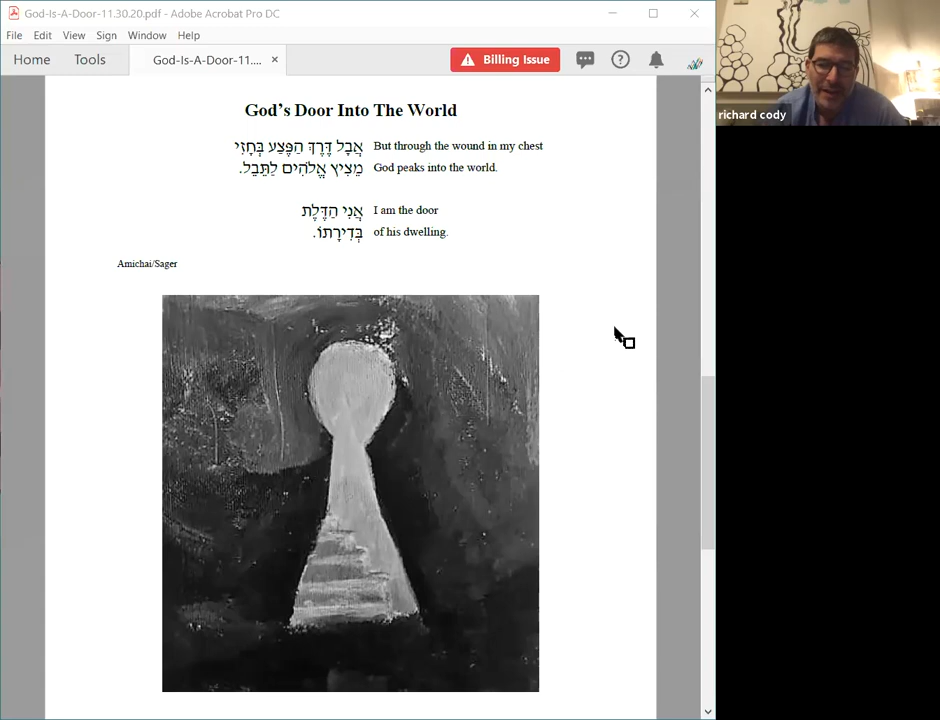 God-Is-A-Door-11.30.20.pdf - Adobe Acrobat Pro DC
File Edit View Sign Window Help
Home Tools God-Is-A-Door-11.... × Billing Issue
richard cody
God's Door Into The World
אֲבָל דֶּרֶךְ הַפֶּצַע בְּחָזִי But through the wound in my chest
מֵצִיץ אֱלֹהִים לַתֵּבֵל. God peaks into the world.
אֲנִי הַדֶּלֶת I am the door
בְּדִירָתוֹ. of his dwelling.
Amichai/Sager